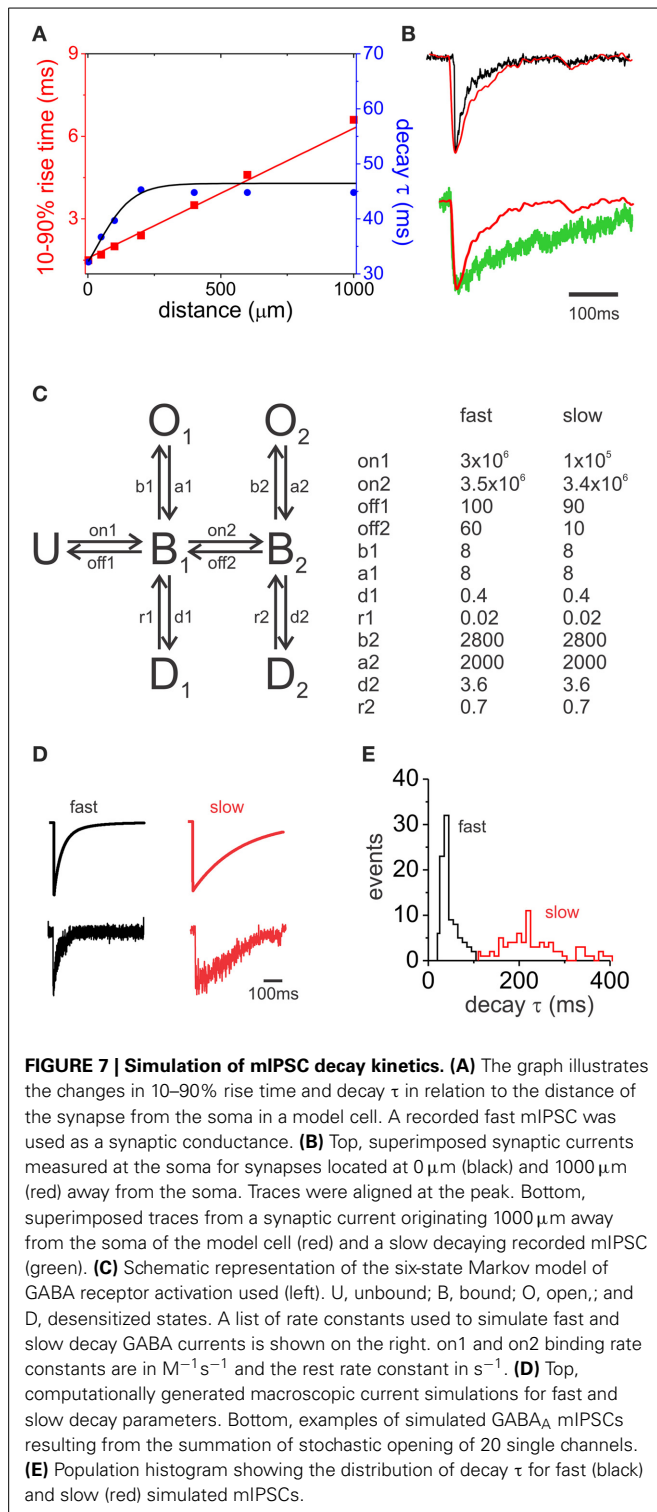 A
B
9
6
3
10-90% rise time (ms)
70
60
50
40
30
decay τ (ms)
0
500
1000
distance (μm)
100ms
C
O₁
O₂
b1
a1
b2
a2
U
on1
off1
B₁
on2
off2
B₂
r1
d1
r2
d2
D₁
D₂
fast slow
on1 3x10⁶ 1x10⁵
on2 3.5x10⁶ 3.4x10⁶
off1 100 90
off2 60 10
b1 8 8
a1 8 8
d1 0.4 0.4
r1 0.02 0.02
b2 2800 2800
a2 2000 2000
d2 3.6 3.6
r2 0.7 0.7
D
fast
slow
100ms
E
40
30
20
10
0
events
fast
slow
0 200 400
decay τ (ms)
FIGURE 7 | Simulation of mIPSC decay kinetics. (A) The graph illustrates
the changes in 10–90% rise time and decay τ in relation to the distance of
the synapse from the soma in a model cell. A recorded fast mIPSC was
used as a synaptic conductance. (B) Top, superimposed synaptic currents
measured at the soma for synapses located at 0 μm (black) and 1000 μm
(red) away from the soma. Traces were aligned at the peak. Bottom,
superimposed traces from a synaptic current originating 1000 μm away
from the soma of the model cell (red) and a slow decaying recorded mIPSC
(green). (C) Schematic representation of the six-state Markov model of
GABA receptor activation used (left). U, unbound; B, bound; O, open,; and
D, desensitized states. A list of rate constants used to simulate fast and
slow decay GABA currents is shown on the right. on1 and on2 binding rate
constants are in M⁻¹s⁻¹ and the rest rate constant in s⁻¹. (D) Top,
computationally generated macroscopic current simulations for fast and
slow decay parameters. Bottom, examples of simulated GABA_A mIPSCs
resulting from the summation of stochastic opening of 20 single channels.
(E) Population histogram showing the distribution of decay τ for fast (black)
and slow (red) simulated mIPSCs.